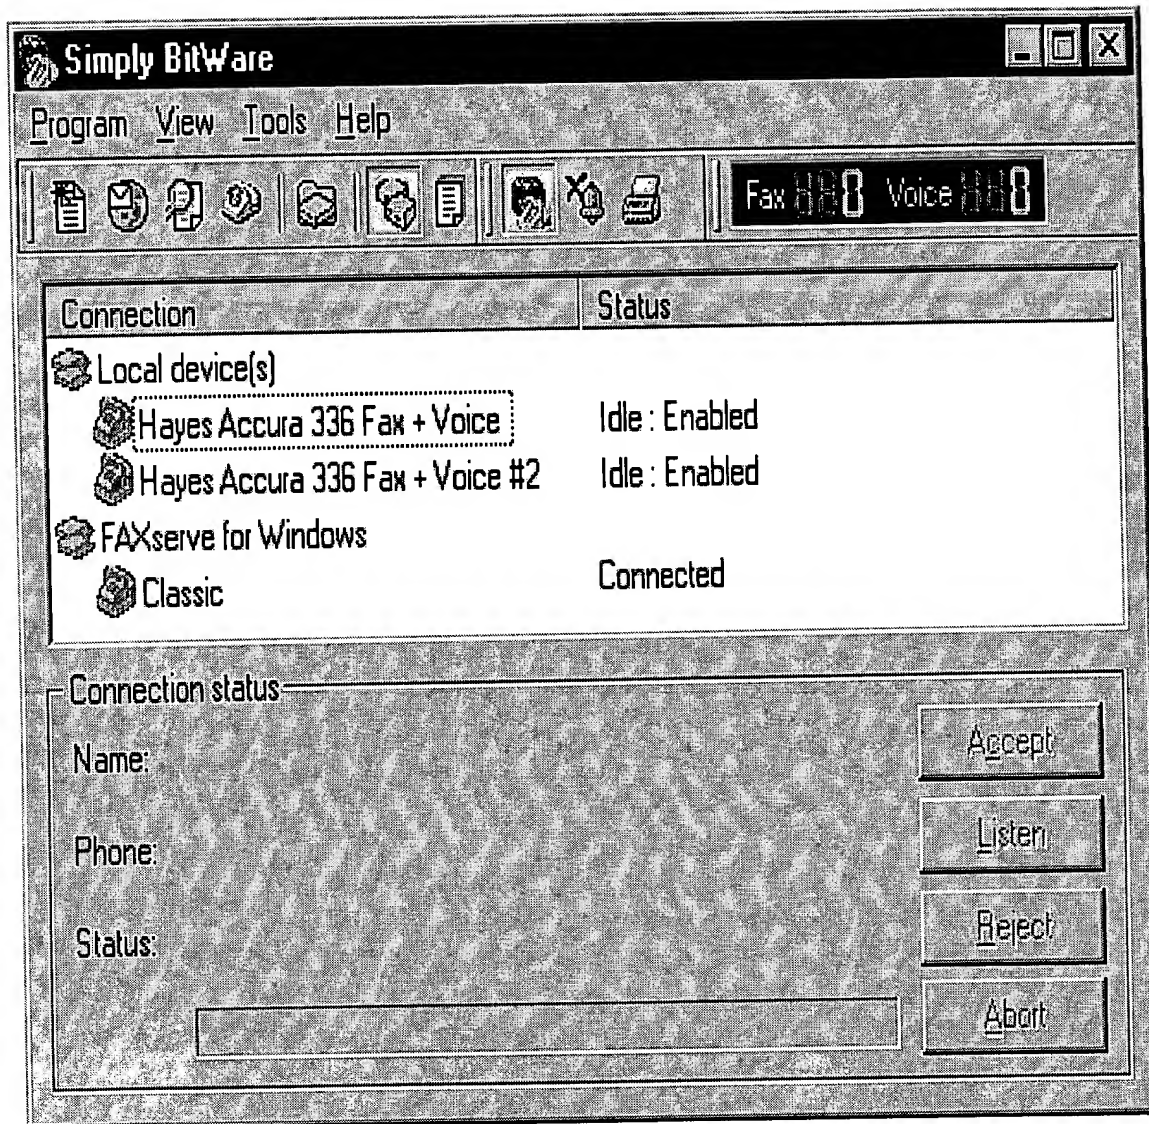 Simply BitWare
Program View Tools Help
Fax 0 Voice 0
Connection Status
Local device(s)
Hayes Accura 336 Fax + Voice Idle : Enabled
Hayes Accura 336 Fax + Voice #2 Idle : Enabled
FAXserve for Windows
Classic Connected
Connection status
Name:
Accept
Phone:
Listen
Status:
Reject
Abort